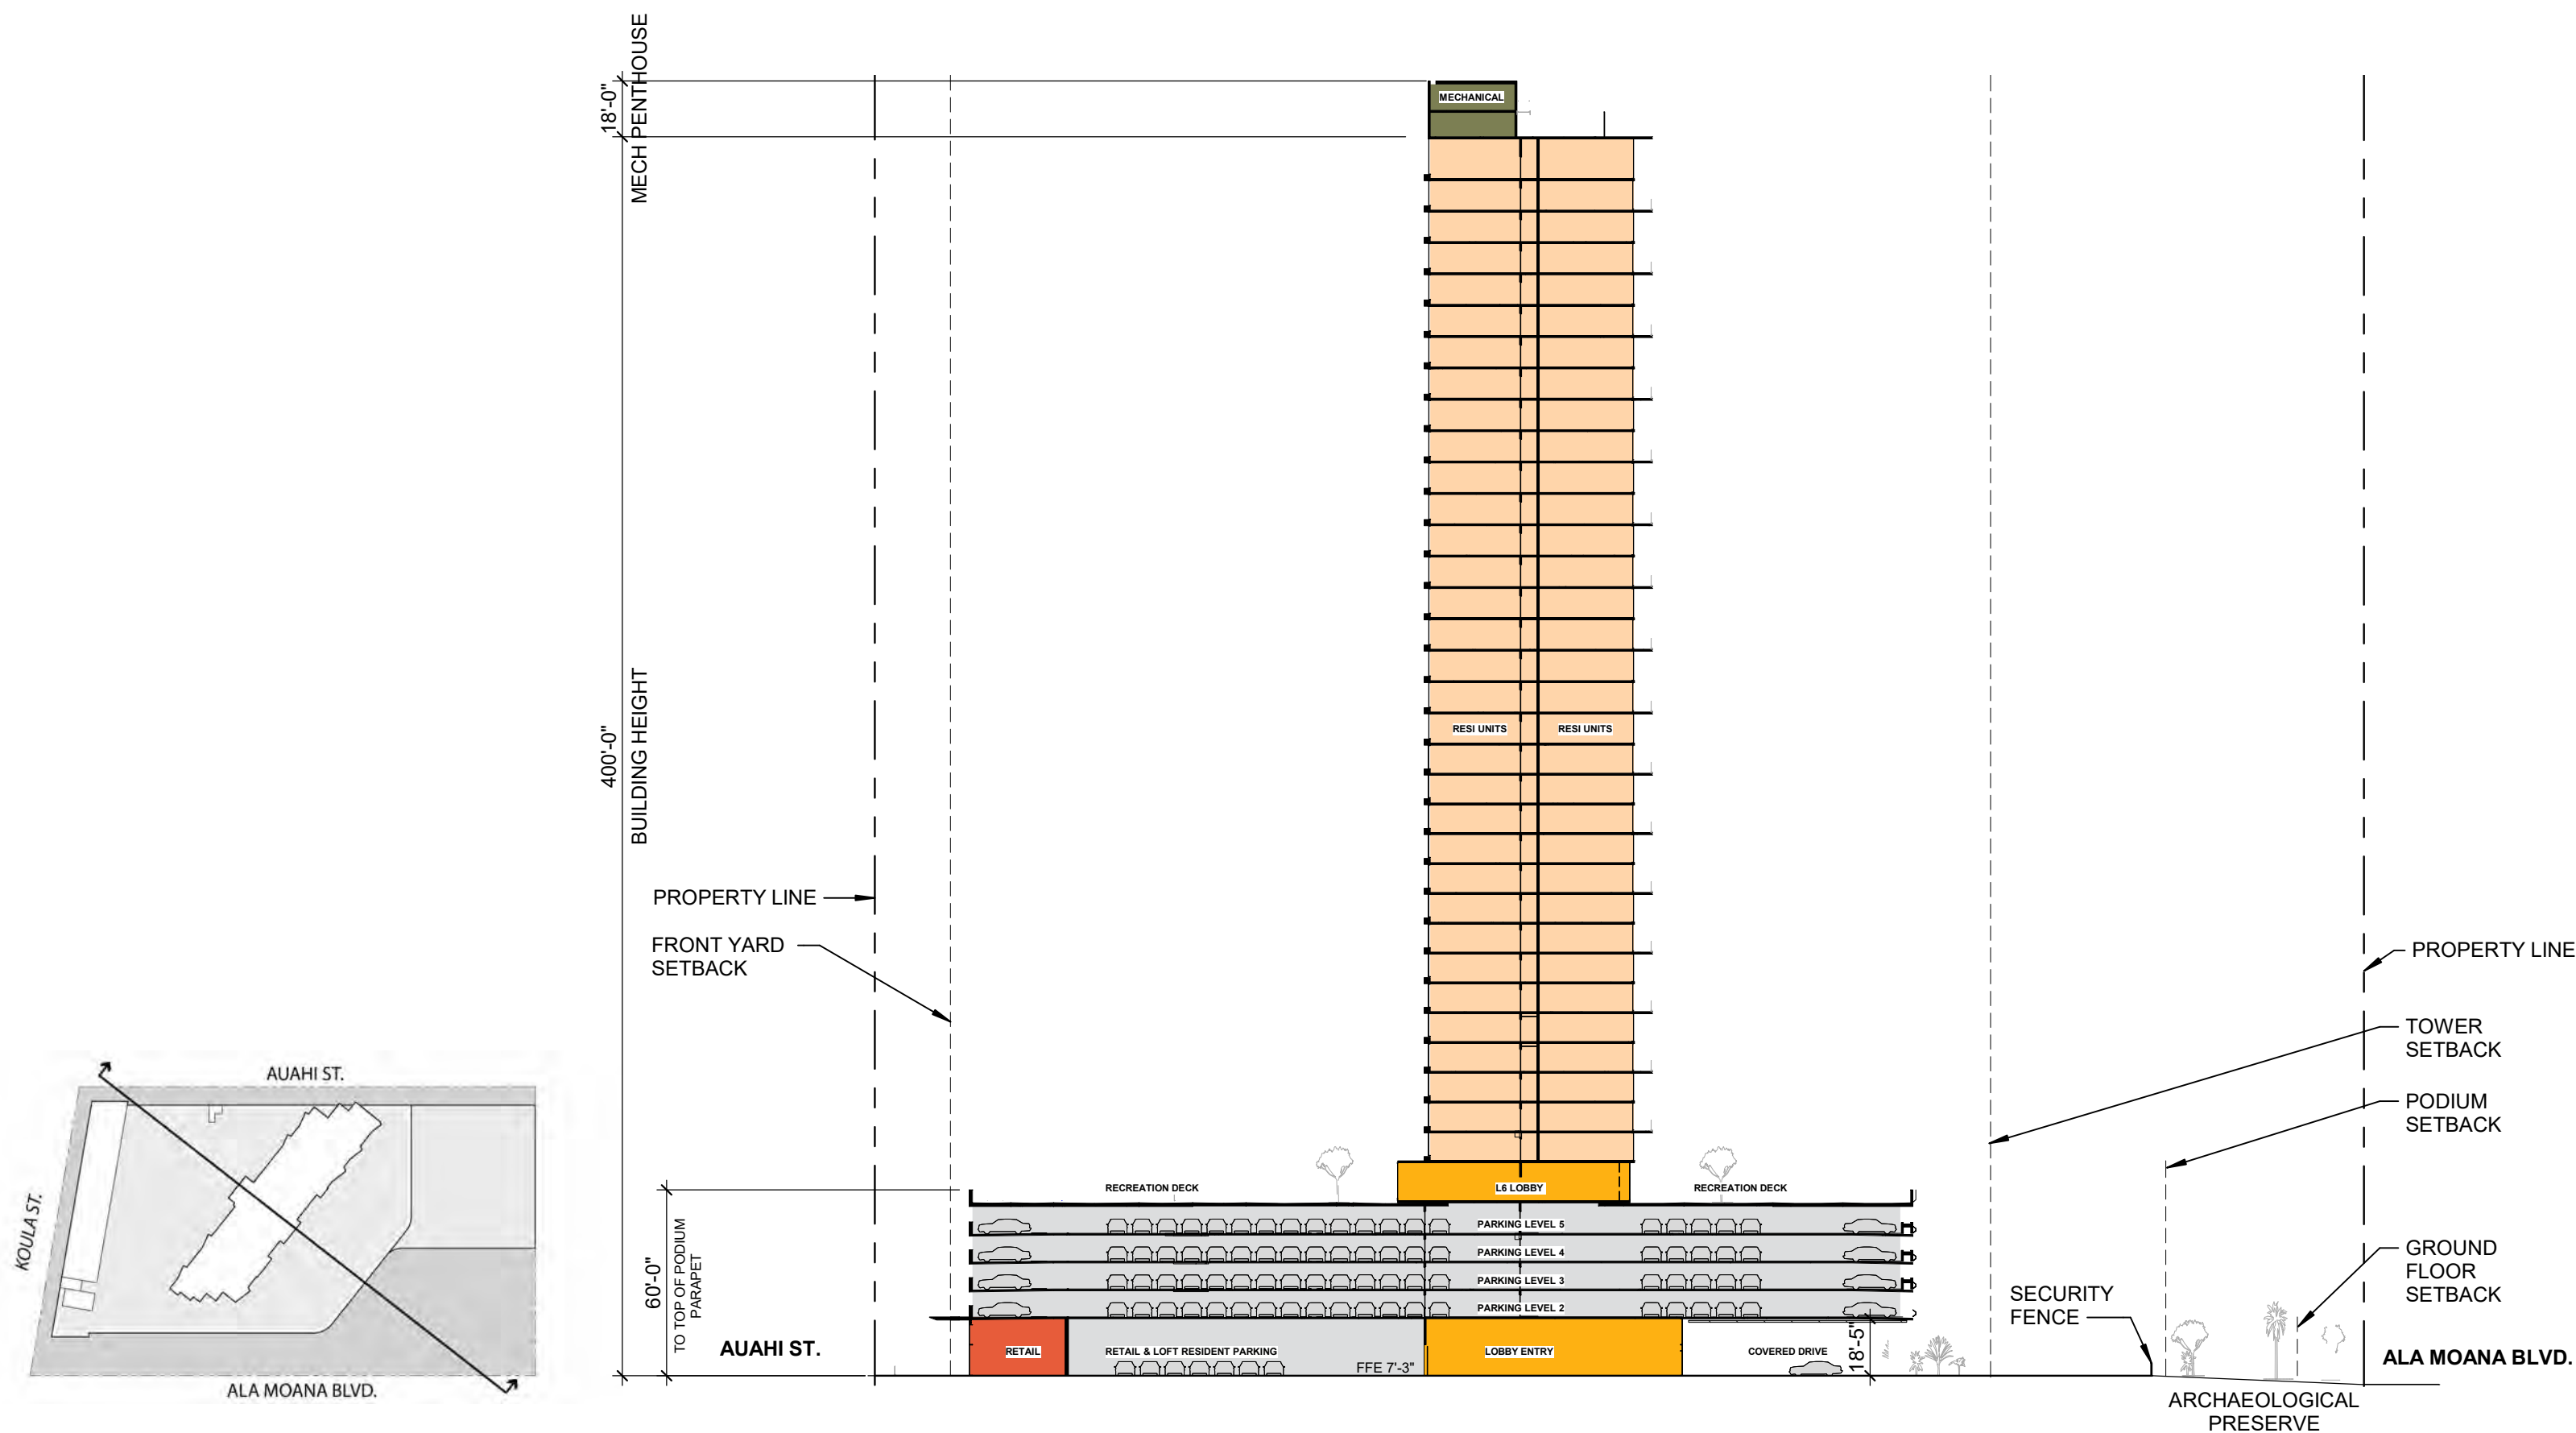 18'-0"
MECH PENTHOUSE
MECHANICAL
400'-0"
BUILDING HEIGHT
RESI UNITS
RESI UNITS
PROPERTY LINE
FRONT YARD
SETBACK
PROPERTY LINE
TOWER
SETBACK
PODIUM
SETBACK
GROUND
FLOOR
SETBACK
SECURITY
FENCE
RECREATION DECK
L6 LOBBY
RECREATION DECK
60'-0"
TO TOP OF PODIUM
PARAPET
PARKING LEVEL 5
PARKING LEVEL 4
PARKING LEVEL 3
PARKING LEVEL 2
AUAHI ST.
RETAIL
RETAIL & LOFT RESIDENT PARKING
FFE 7'-3"
LOBBY ENTRY
COVERED DRIVE
18'-5"
ALA MOANA BLVD.
ARCHAEOLOGICAL
PRESERVE
AUAHI ST.
KOULA ST.
ALA MOANA BLVD.